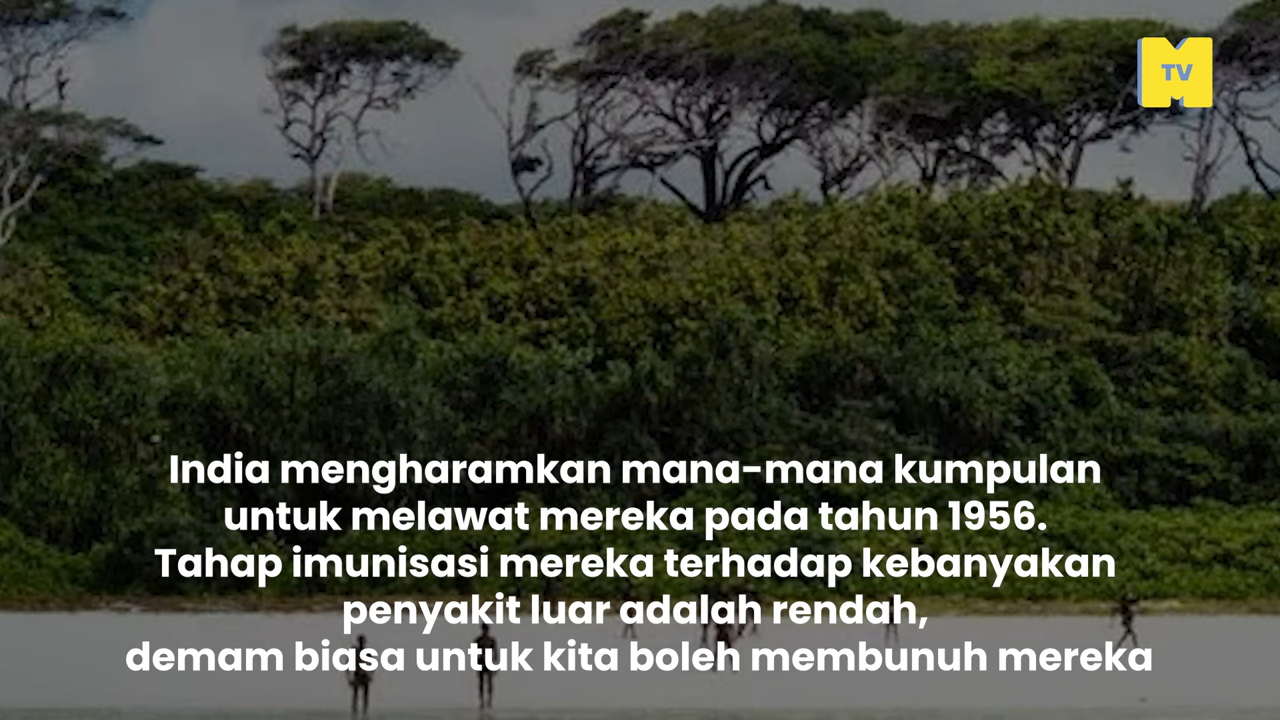 TV
India mengharamkan mana-mana kumpulan
untuk melawat mereka pada tahun 1956.
Tahap imunisasi mereka terhadap kebanyakan
penyakit luar adalah rendah,
demam biasa untuk kita boleh membunuh mereka